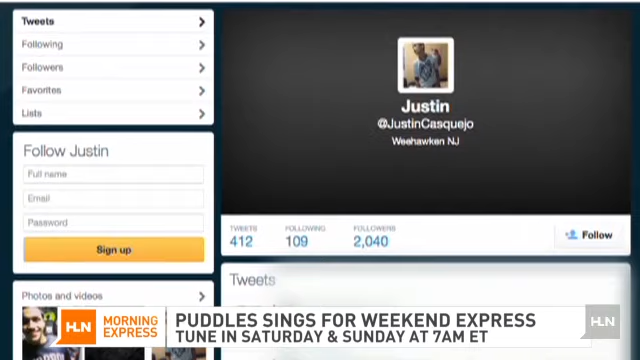 Tweets
Following
Followers
Favorites
Lists
Follow Justin
Full name
Email
Password
Sign up
Photos and videos
Justin
@JustinCasquejo
Weehawken NJ
TWEETS FOLLOWING FOLLOWERS
412 109 2,040
Follow
Tweets
HLN MORNING EXPRESS
PUDDLES SINGS FOR WEEKEND EXPRESS
TUNE IN SATURDAY & SUNDAY AT 7AM ET
HLN